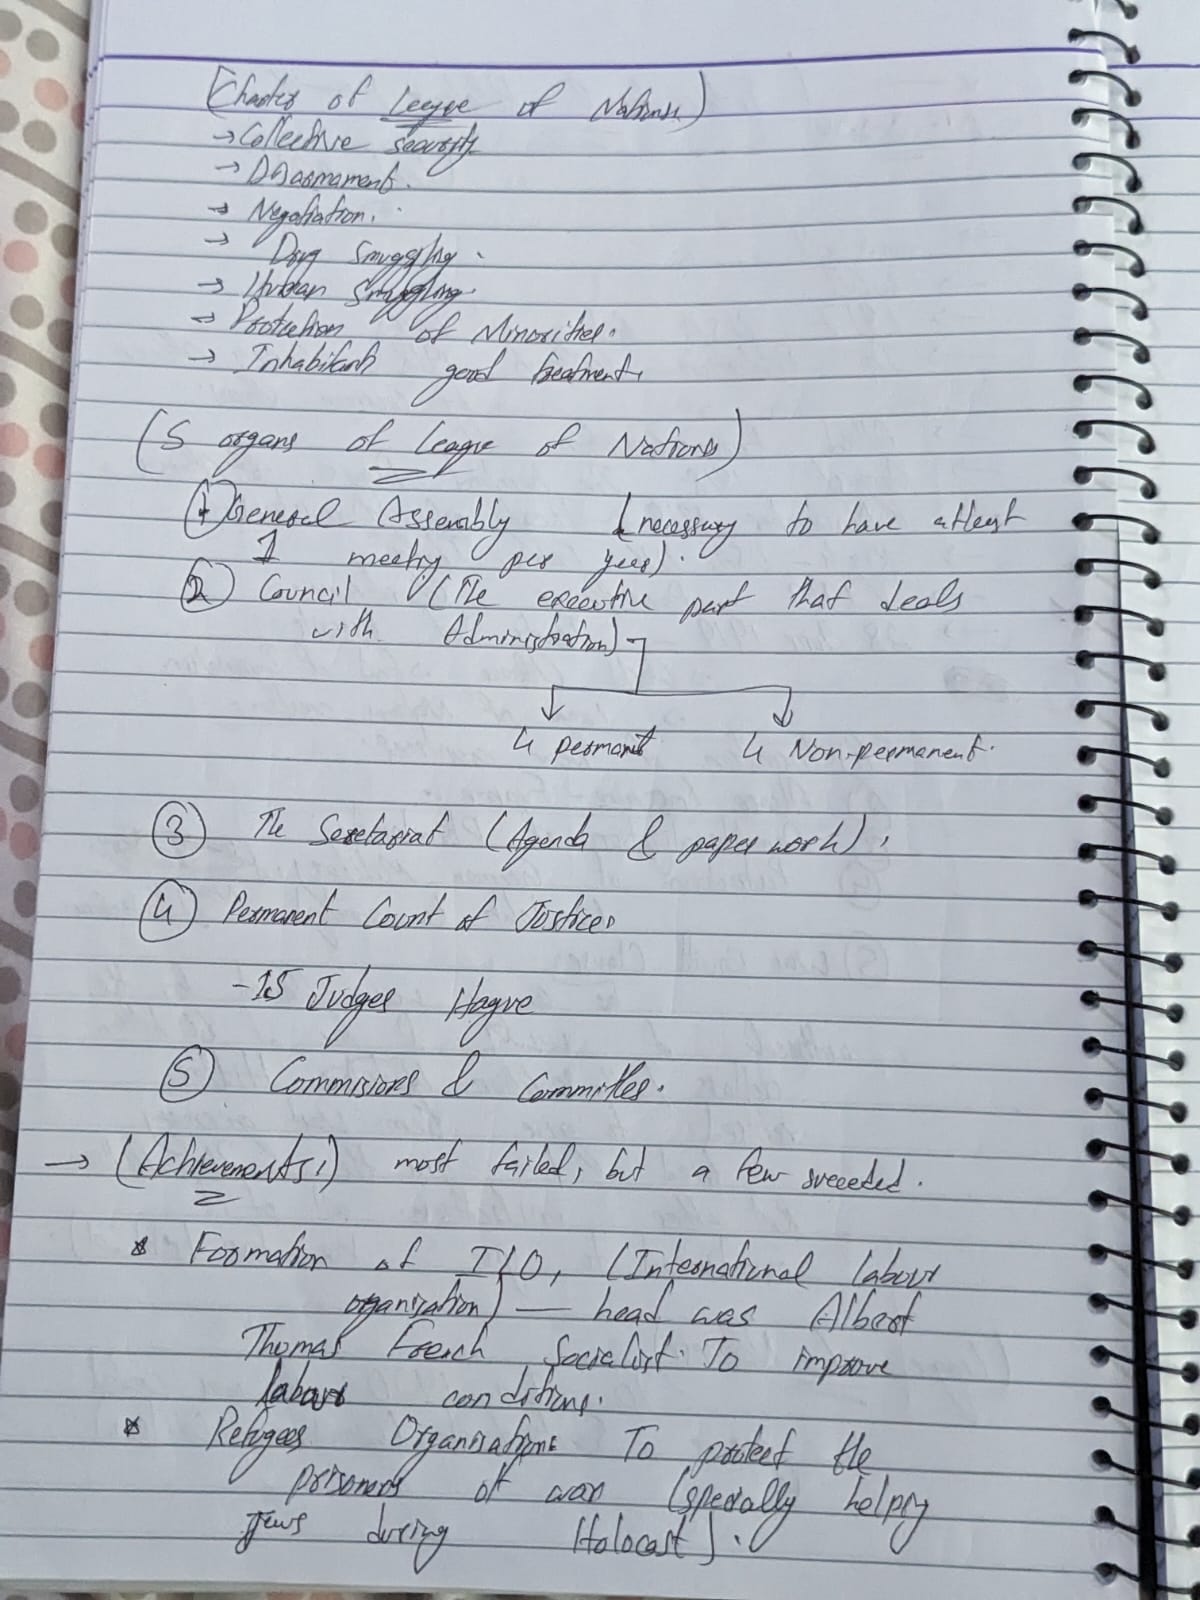 (Charter of League of Nations)
→ Collective security
→ Disarmament.
→ Negotiation.
→ Drug Smuggling.
→ Human Smuggling.
→ Protection of Minorities.
→ Inhabitants good treatment.
(5 organs of League of Nations)
① General Assembly (necessary to have atleast
1 meeting per year).
② Council (The executive part that deals
with Administration)
4 permanent 4 Non-permanent.
③ The Secretariat (Agenda & paper work).
④ Permanent Court of Justice.
- 15 Judges Hague
⑤ Commisions & Committes.
→ (Achievements:) most failed, but a few succeded.
* Formation of ILO, (International labour
organization) — head was Albert
Thomas French Socialist. To improve
labour conditions.
* Refugees Organisations To protect the
prisoners of war (specially helping
Jews during Holocast).